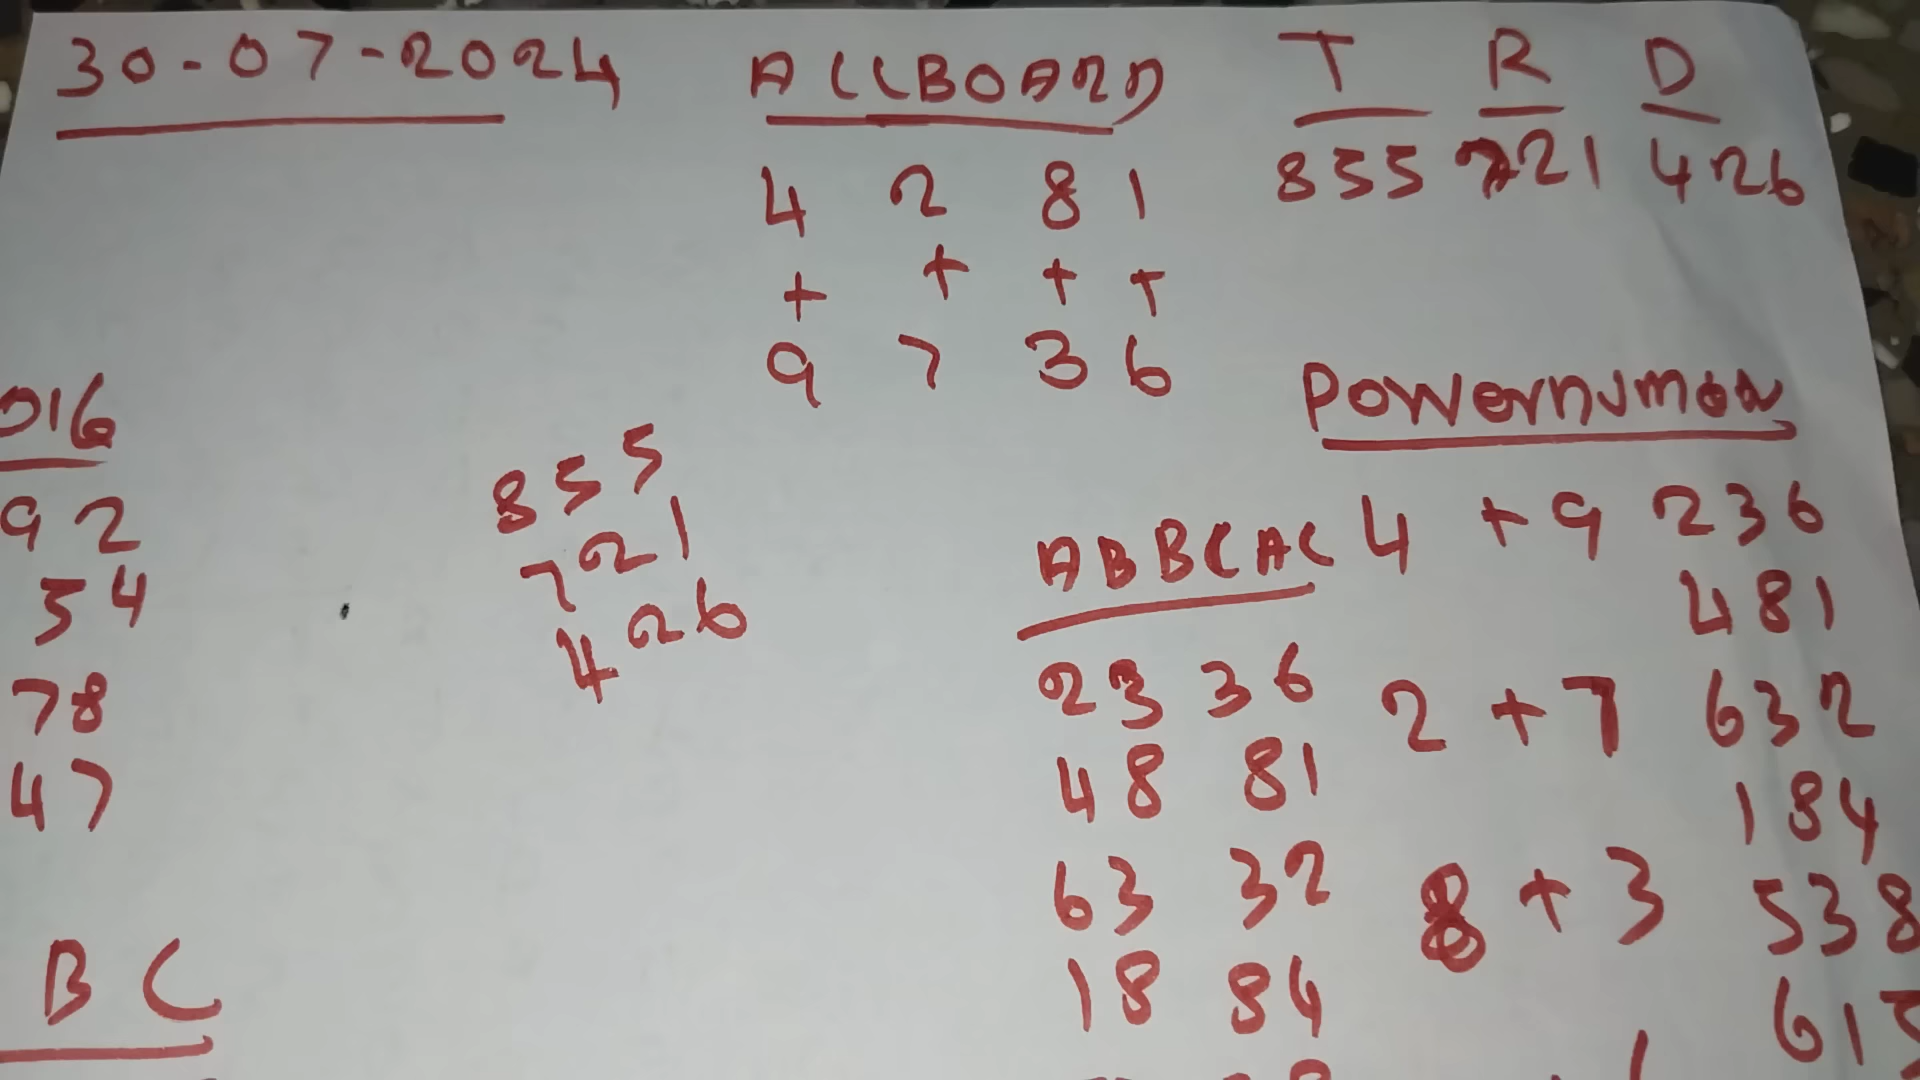 30-07-2024
ALLBOARD
4 2 8 1
+ + + +
9 7 3 6
T R D
855 721 426
016
92
54
78
47
BC
855
721
426
ABBCAC
23 36
48 81
63 32
18 84
4 + 9 236
481
2 + 7 632
184
8 + 3 538